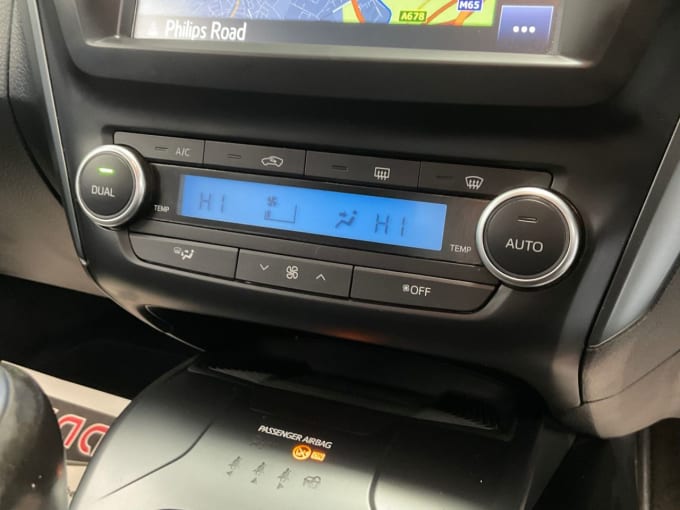 A678
M65
Philips Road
A/C
DUAL
TEMP
HI
HI
TEMP
AUTO
OFF
PASSENGER AIRBAG